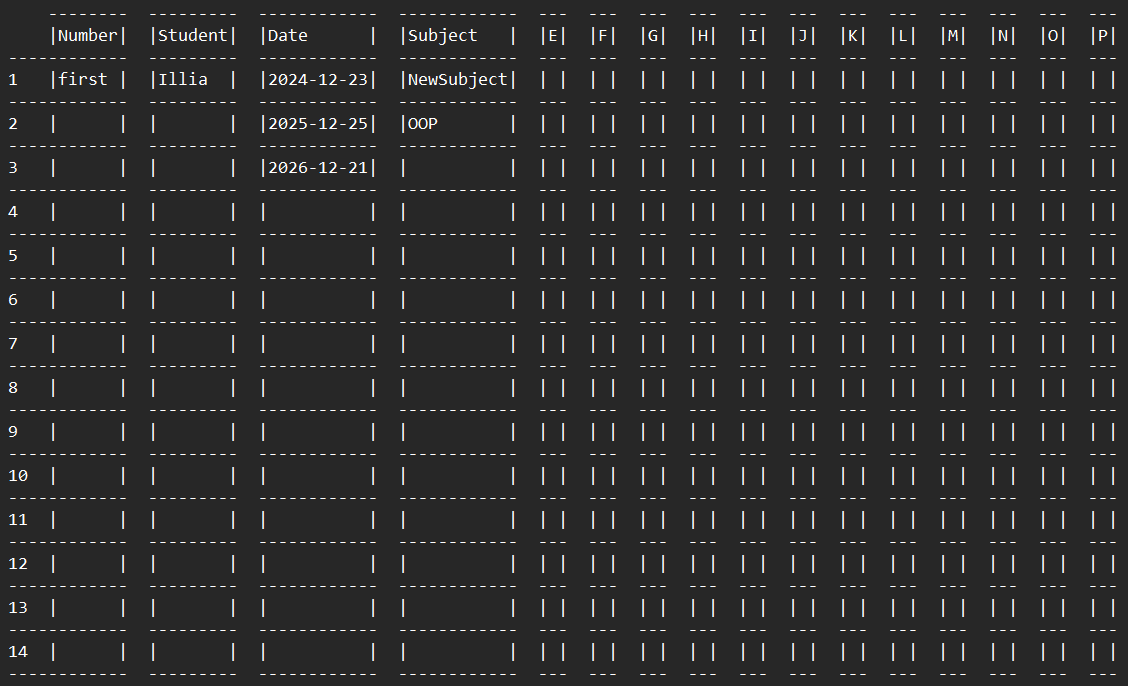 |Number| |Student| |Date | |Subject | |E| |F| |G| |H| |I| |J| |K| |L| |M| |N| |O| |P|
1 |first | |Illia | |2024-12-23| |NewSubject| | | | | | | | | | | | | | | | | | | | | | | | |
2 | | | | |2025-12-25| |OOP | | | | | | | | | | | | | | | | | | | | | | | | |
3 | | | | |2026-12-21| | | | | | | | | | | | | | | | | | | | | | | | | | |
4 | | | | | | | | | | | | | | | | | | | | | | | | | | | | | | | |
5 | | | | | | | | | | | | | | | | | | | | | | | | | | | | | | | |
6 | | | | | | | | | | | | | | | | | | | | | | | | | | | | | | | |
7 | | | | | | | | | | | | | | | | | | | | | | | | | | | | | | | |
8 | | | | | | | | | | | | | | | | | | | | | | | | | | | | | | | |
9 | | | | | | | | | | | | | | | | | | | | | | | | | | | | | | | |
10 | | | | | | | | | | | | | | | | | | | | | | | | | | | | | | | |
11 | | | | | | | | | | | | | | | | | | | | | | | | | | | | | | | |
12 | | | | | | | | | | | | | | | | | | | | | | | | | | | | | | | |
13 | | | | | | | | | | | | | | | | | | | | | | | | | | | | | | | |
14 | | | | | | | | | | | | | | | | | | | | | | | | | | | | | | | |